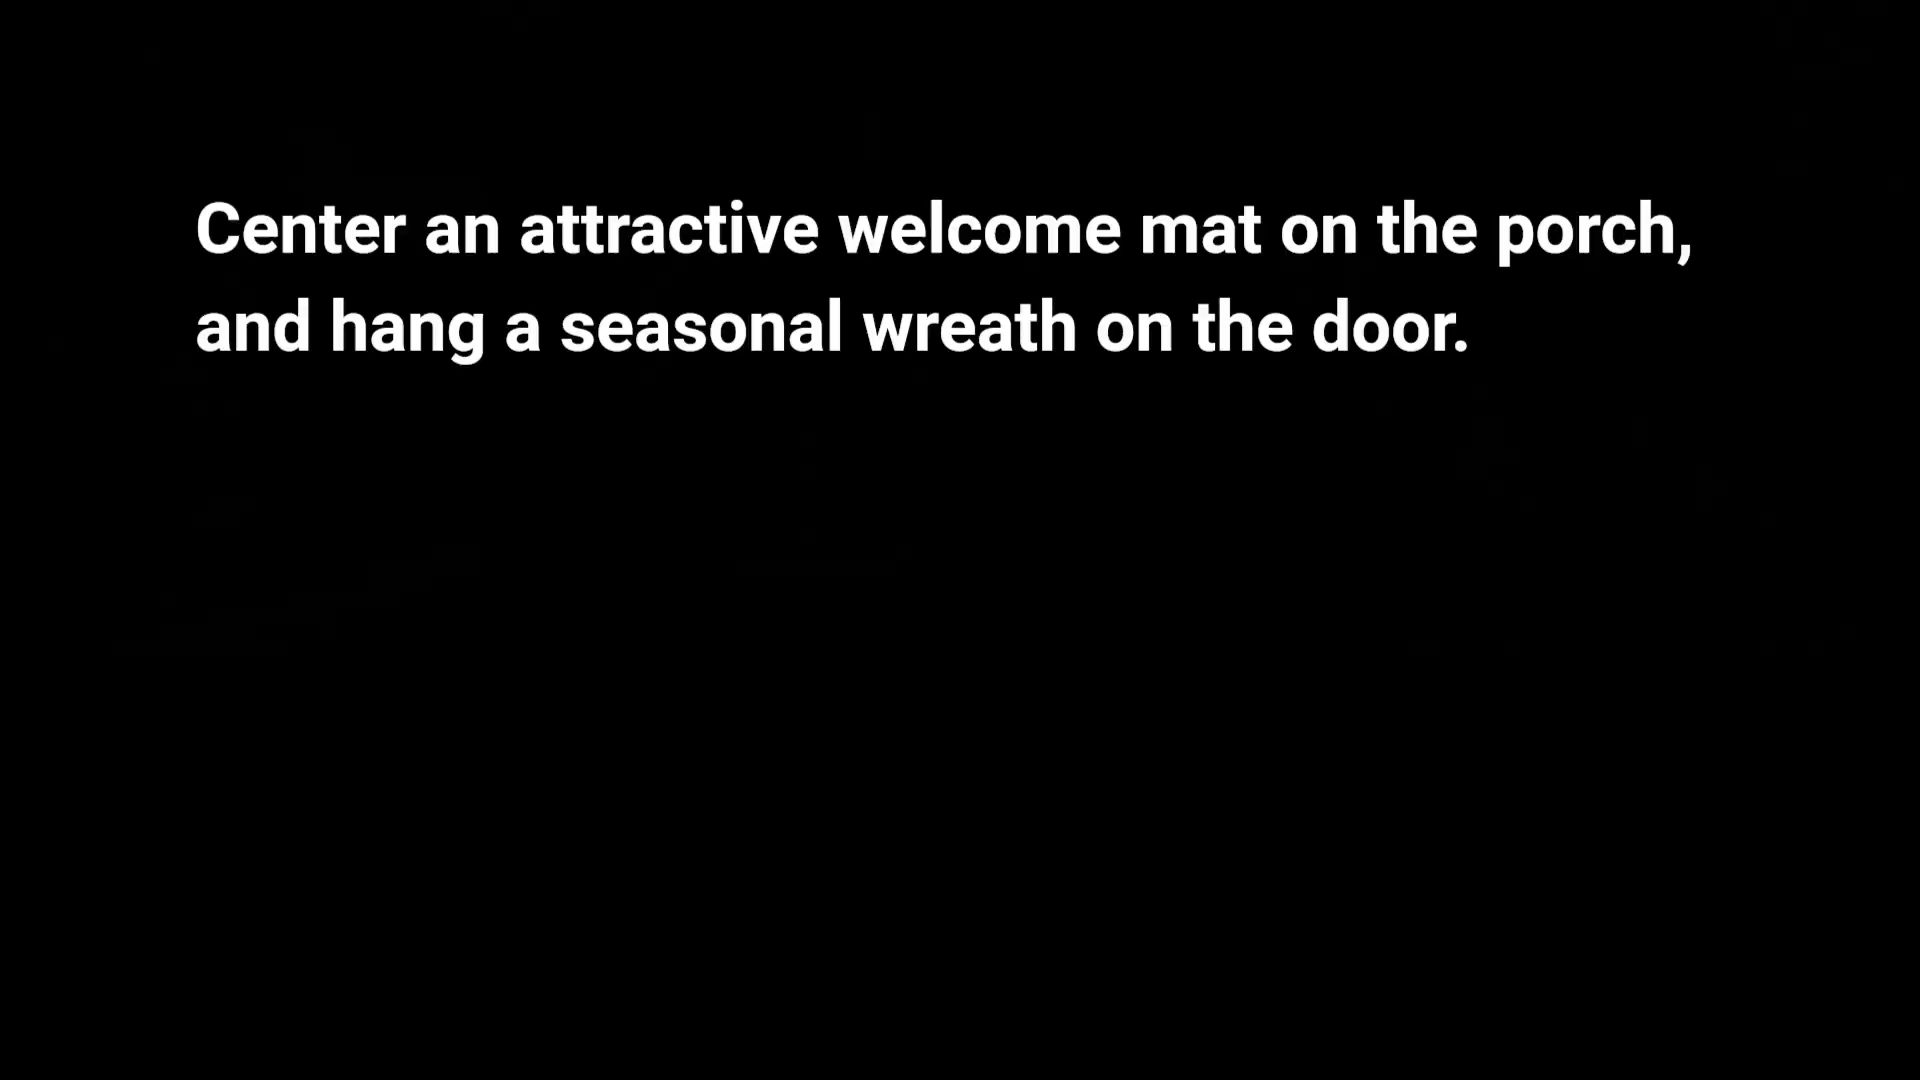 Center an attractive welcome mat on the porch,
and hang a seasonal wreath on the door.